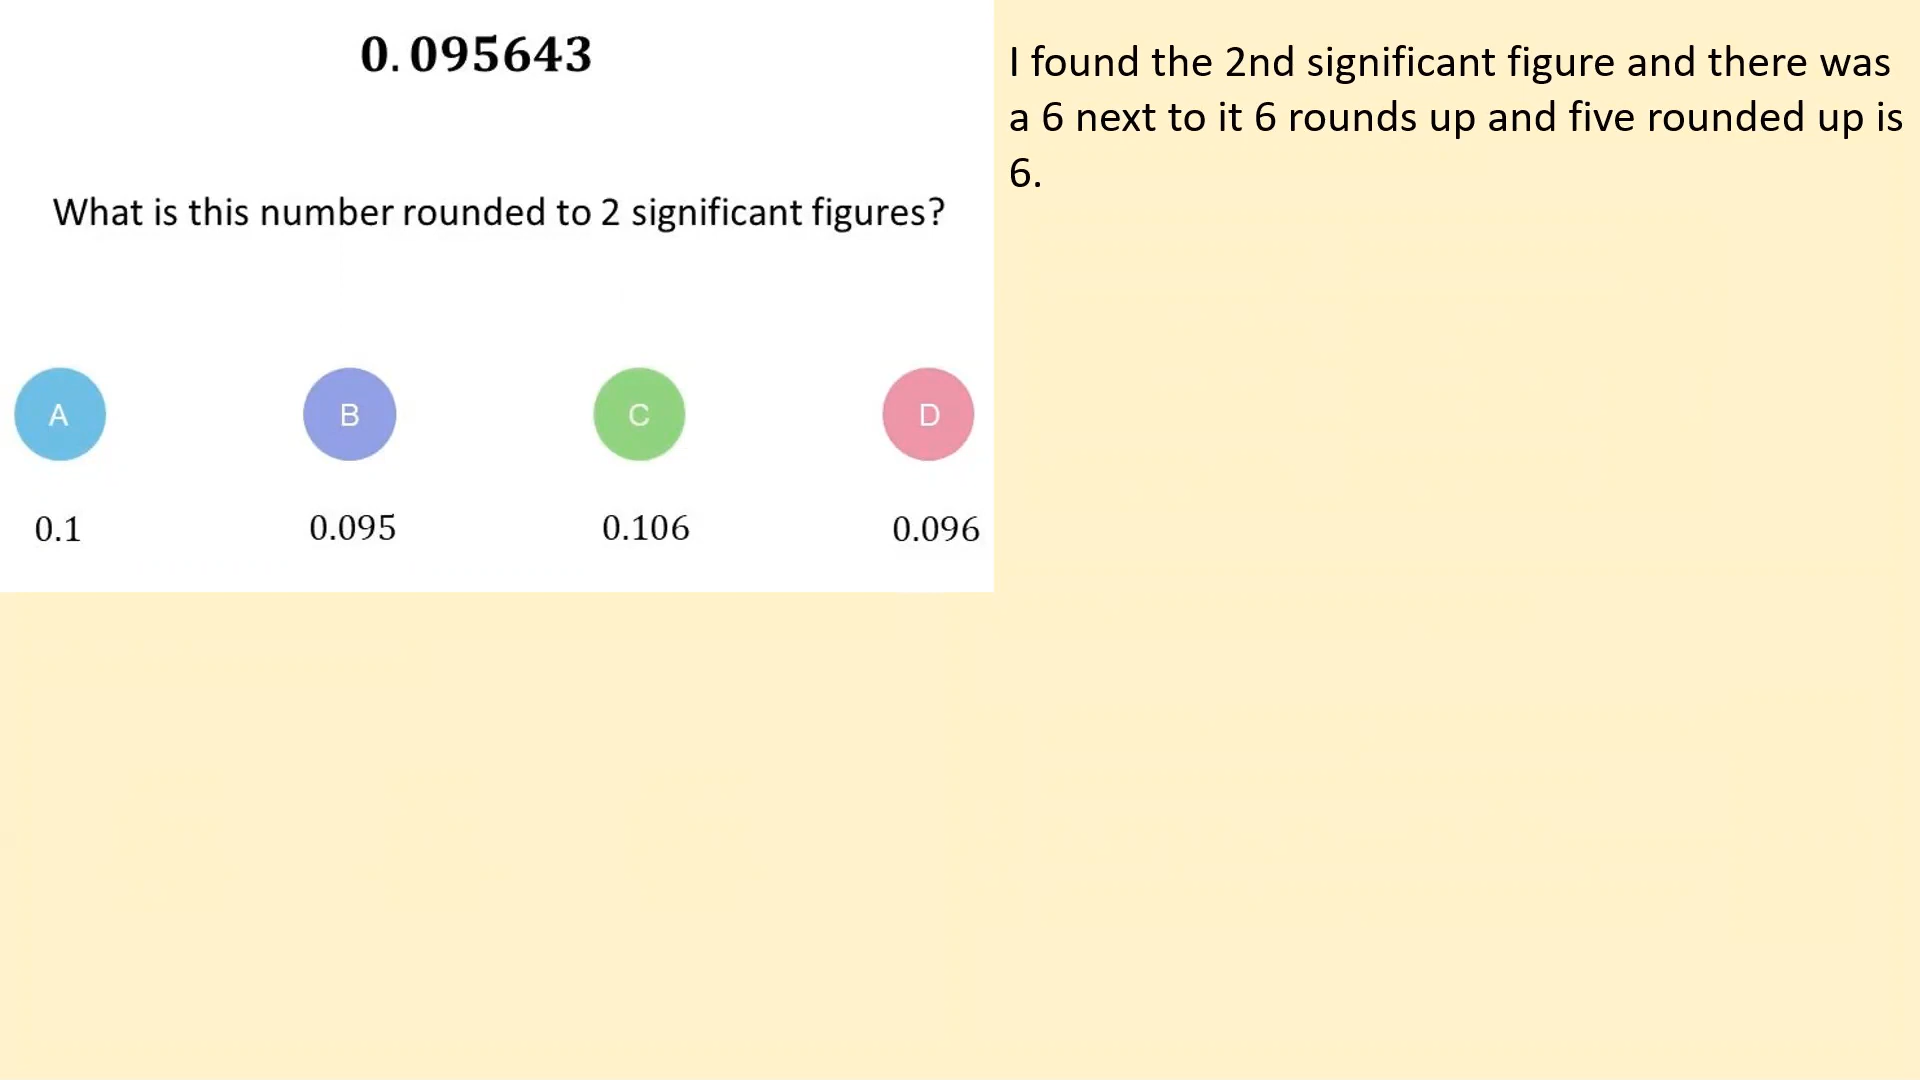 0.095643
What is this number rounded to 2 significant figures?
A
B
C
D
0.1
0.095
0.106
0.096
I found the 2nd significant figure and there was
a 6 next to it 6 rounds up and five rounded up is
6.